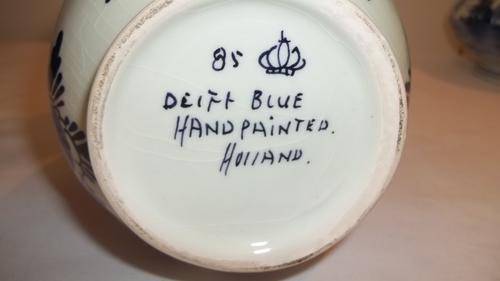 85
DELFT BLUE
HANDPAINTED.
HOLLAND.